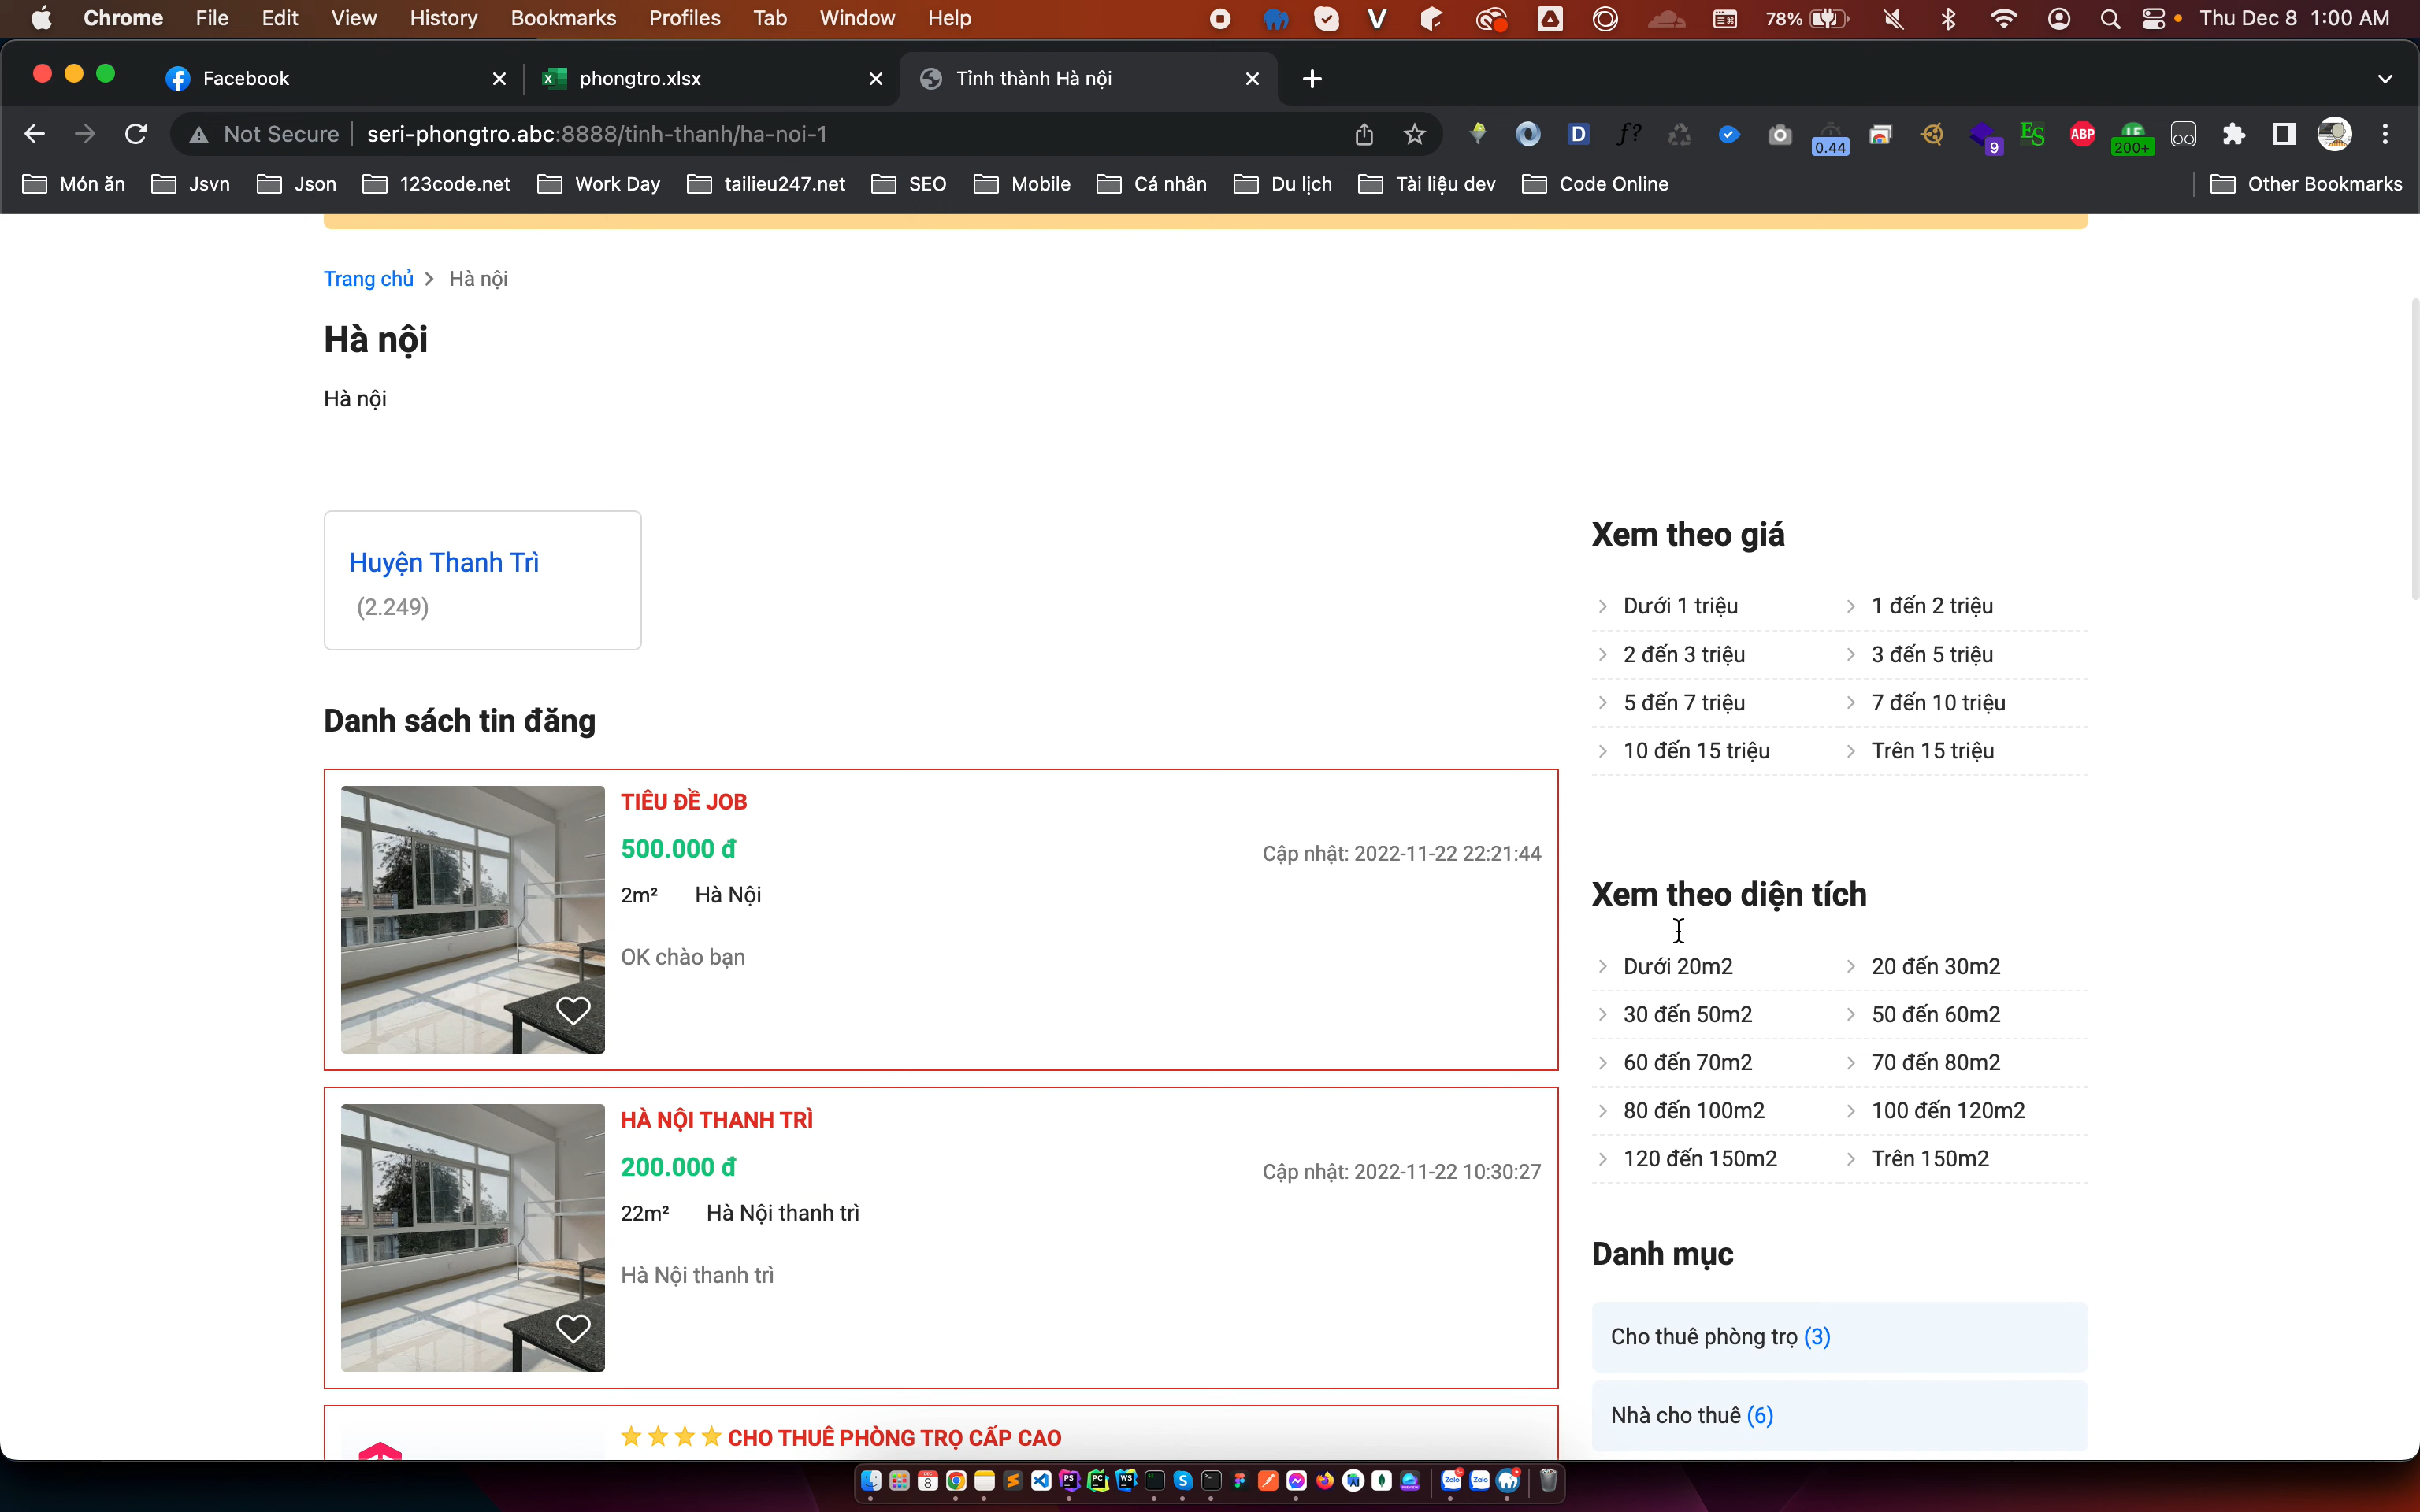 Chrome File Edit View History Bookmarks Profiles Tab Window Help 78% Thu Dec 8 1:00 AM
Facebook phongtro.xlsx Tỉnh thành Hà nội
Not Secure seri-phongtro.abc:8888/tinh-thanh/ha-noi-1
D f? 0.44 9 ES ABP LF 200+
Món ăn Jsvn Json 123code.net Work Day tailieu247.net SEO Mobile Cá nhân Du lịch Tài liệu dev Code Online Other Bookmarks
Trang chủ > Hà nội
Hà nội
Hà nội
Huyện Thanh Trì
(2.249)
Danh sách tin đăng
TIÊU ĐỀ JOB
500.000 đ
Cập nhật: 2022-11-22 22:21:44
2m² Hà Nội
OK chào bạn
HÀ NỘI THANH TRÌ
200.000 đ
Cập nhật: 2022-11-22 10:30:27
22m² Hà Nội thanh trì
Hà Nội thanh trì
CHO THUÊ PHÒNG TRỌ CẤP CAO
Xem theo giá
Dưới 1 triệu 1 đến 2 triệu
2 đến 3 triệu 3 đến 5 triệu
5 đến 7 triệu 7 đến 10 triệu
10 đến 15 triệu Trên 15 triệu
Xem theo diện tích
Dưới 20m2 20 đến 30m2
30 đến 50m2 50 đến 60m2
60 đến 70m2 70 đến 80m2
80 đến 100m2 100 đến 120m2
120 đến 150m2 Trên 150m2
Danh mục
Cho thuê phòng trọ (3)
Nhà cho thuê (6)
8 PS PC WS Zalo Zalo